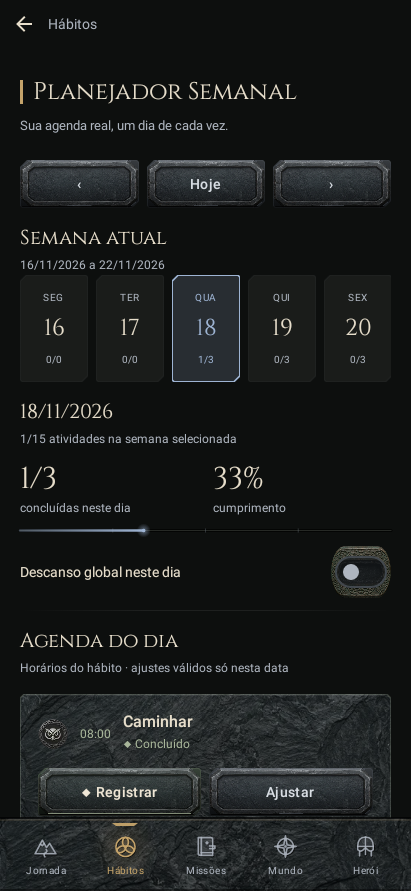 Hábitos
Planejador Semanal
Sua agenda real, um dia de cada vez.
‹ Hoje ›
Semana atual
16/11/2026 a 22/11/2026
SEG TER QUA QUI SEX
16 17 18 19 20
0/0 0/0 1/3 0/3 0/3
18/11/2026
1/15 atividades na semana selecionada
1/3 33%
concluídas neste dia cumprimento
Descanso global neste dia
Agenda do dia
Horários do hábito · ajustes válidos só nesta data
Caminhar
08:00
◆ Concluído
◆ Registrar Ajustar
Jornada Hábitos Missões Mundo Herói